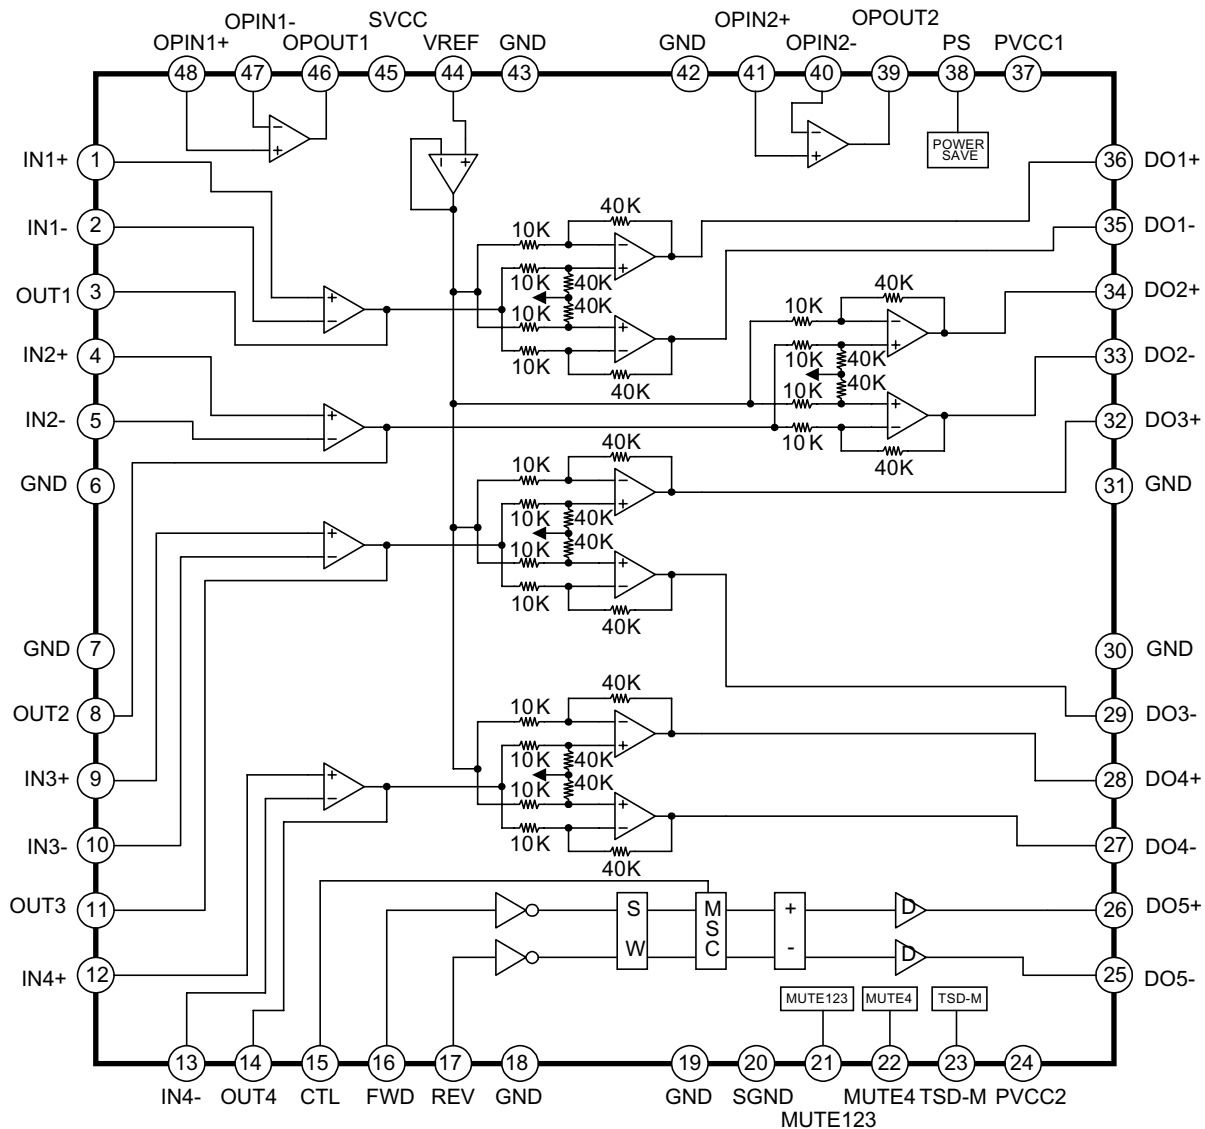 OPIN1- SVCC OPIN2+ OPOUT2
OPIN1+ OPOUT1 VREF GND GND OPIN2- PS PVCC1
48 47 46 45 44 43 42 41 40 39 38 37
− + − + POWER
SAVE
− +
IN1+ 1 36 DO1+
IN1- 2 35 DO1-
OUT1 3 34 DO2+
IN2+ 4 33 DO2-
IN2- 5 32 DO3+
GND 6 31 GND
GND 7 30 GND
OUT2 8 29 DO3-
IN3+ 9 28 DO4+
IN3- 10 27 DO4-
OUT3 11 26 DO5+
IN4+ 12 25 DO5-
+ −
+ −
+ −
+ −
40K
10K − +
10K 40K
10K 40K
+ −
10K 40K
40K
10K − +
10K 40K
10K 40K
+ −
10K 40K
40K
10K − +
10K 40K
10K 40K
+ −
10K 40K
40K
10K − +
10K 40K
10K 40K
+ −
10K 40K
S M + D
S
W C - D
MUTE123 MUTE4 TSD-M
13 14 15 16 17 18 19 20 21 22 23 24
IN4- OUT4 CTL FWD REV GND GND SGND MUTE4 TSD-M PVCC2
MUTE123